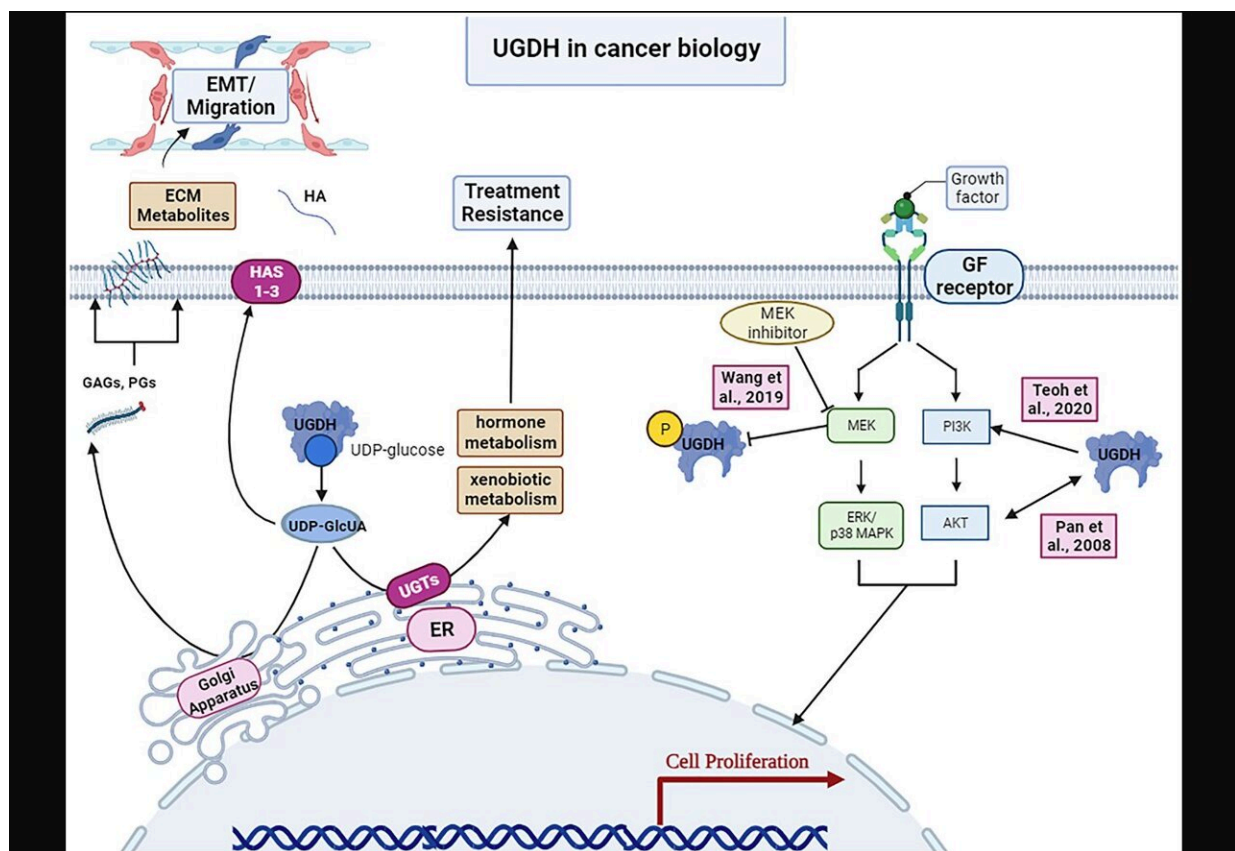 UGDH in cancer biology
EMT/
Migration
ECM
Metabolites
HA
Treatment
Resistance
Growth
factor
HAS
1-3
GF
receptor
MEK
inhibitor
GAGs, PGs
Wang et
al., 2019
Teoh et
al., 2020
UGDH
UDP-glucose
hormone
metabolism
P
UGDH
MEK
PI3K
UGDH
xenobiotic
metabolism
UDP-GlcUA
ERK/
p38 MAPK
AKT
Pan et
al., 2008
UGTs
ER
Golgi
Apparatus
Cell Proliferation